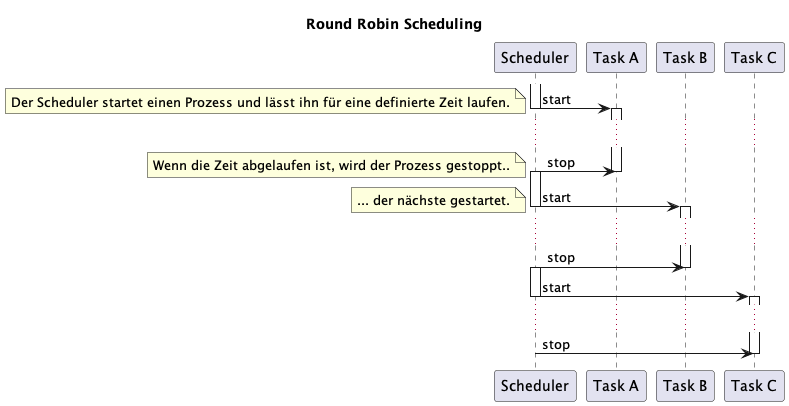 Round Robin Scheduling
Scheduler Task A Task B Task C
Der Scheduler startet einen Prozess und lässt ihn für eine definierte Zeit laufen. start
Wenn die Zeit abgelaufen ist, wird der Prozess gestoppt.. stop
... der nächste gestartet. start
stop
start
stop
Scheduler Task A Task B Task C